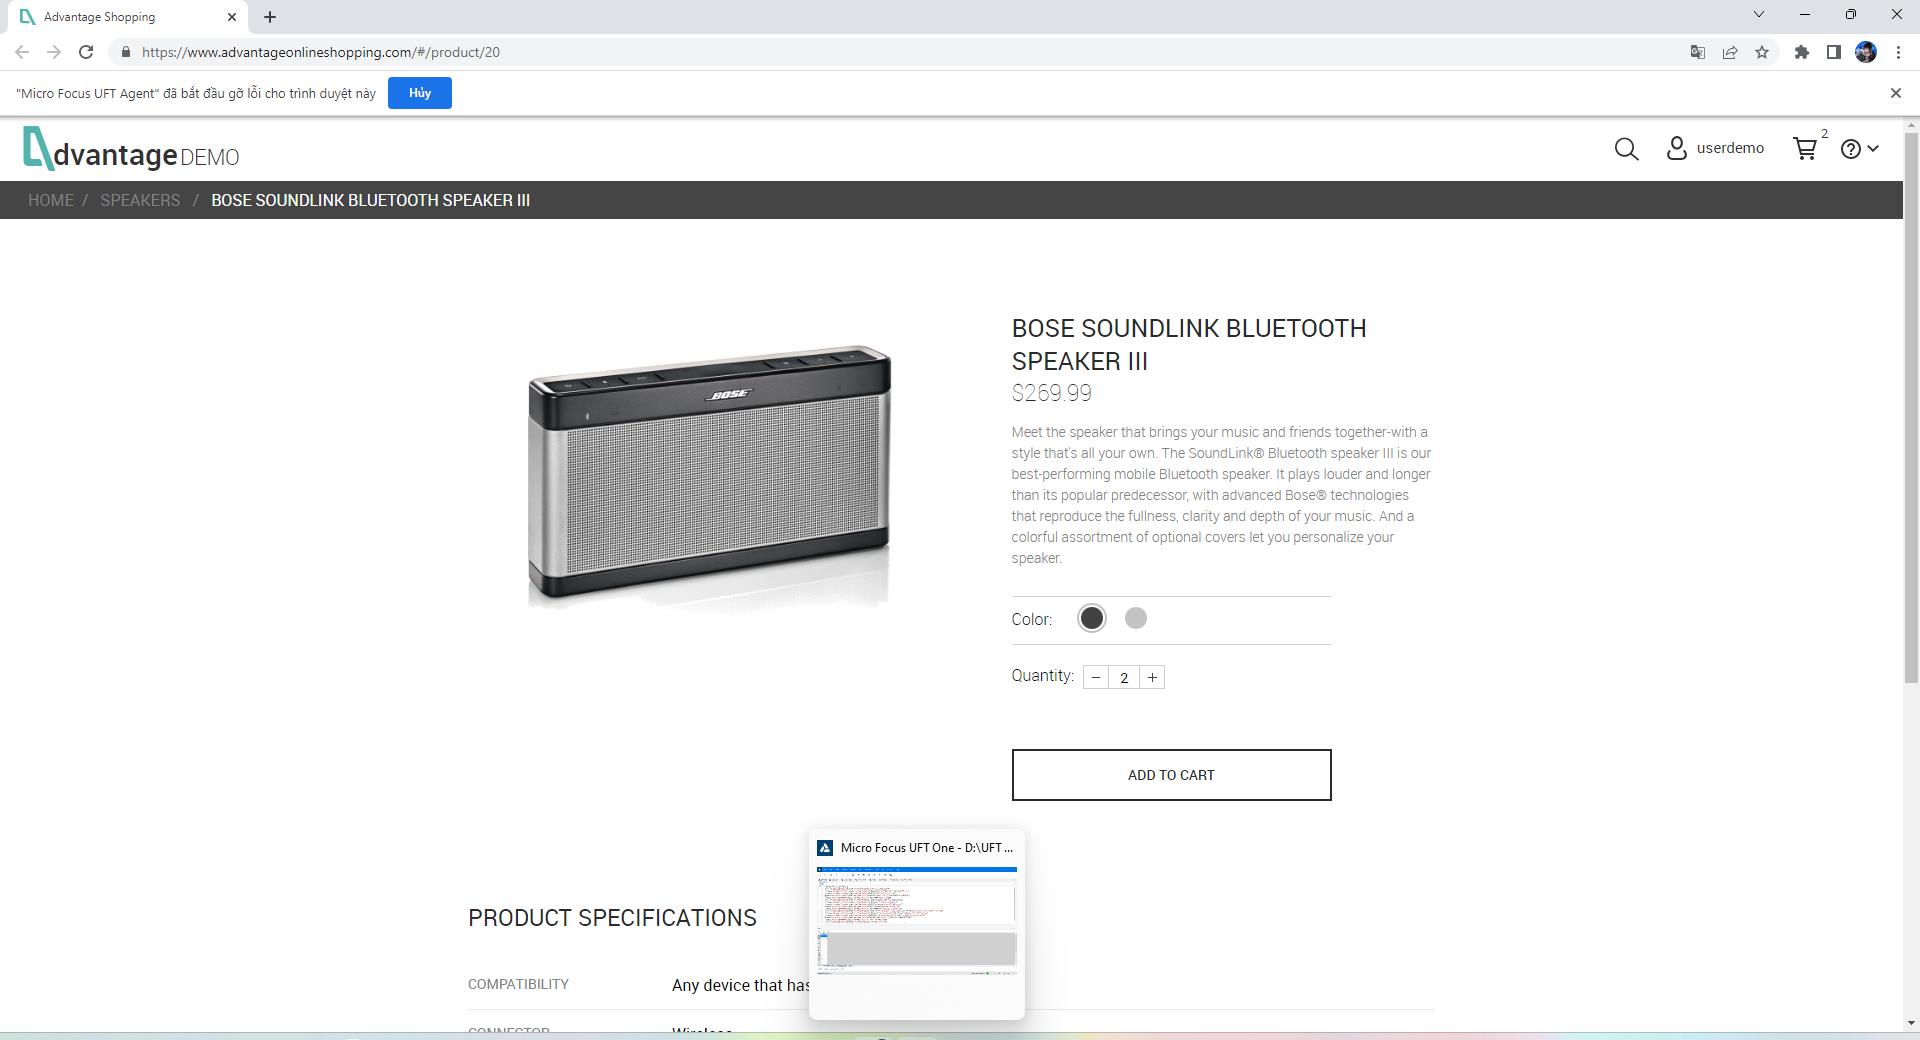 Advantage Shopping
https://www.advantageonlineshopping.com/#/product/20
"Micro Focus UFT Agent" đã bắt đầu gỡ lỗi cho trình duyệt này
Hủy
dvantage DEMO
userdemo
2
HOME / SPEAKERS / BOSE SOUNDLINK BLUETOOTH SPEAKER III
BOSE
BOSE SOUNDLINK BLUETOOTH
SPEAKER III
$269.99
Meet the speaker that brings your music and friends together-with a
style that's all your own. The SoundLink® Bluetooth speaker III is our
best-performing mobile Bluetooth speaker. It plays louder and longer
than its popular predecessor, with advanced Bose® technologies
that reproduce the fullness, clarity and depth of your music. And a
colorful assortment of optional covers let you personalize your
speaker.
Color:
Quantity: − 2 +
ADD TO CART
Micro Focus UFT One - D:\UFT ...
PRODUCT SPECIFICATIONS
COMPATIBILITY Any device that has
CONNECTOR Wireless